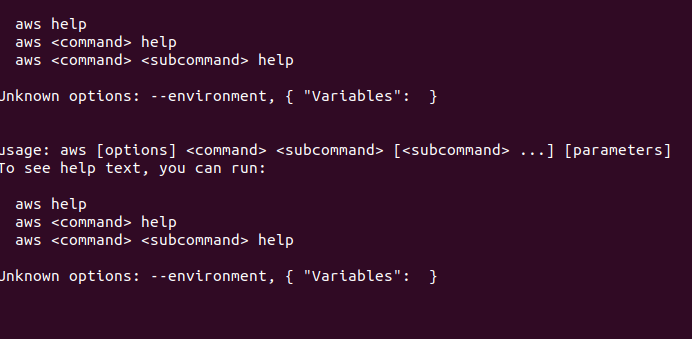 aws help
aws <command> help
aws <command> <subcommand> help
Unknown options: --environment, { "Variables":  }
usage: aws [options] <command> <subcommand> [<subcommand> ...] [parameters]
To see help text, you can run:
aws help
aws <command> help
aws <command> <subcommand> help
Unknown options: --environment, { "Variables":  }